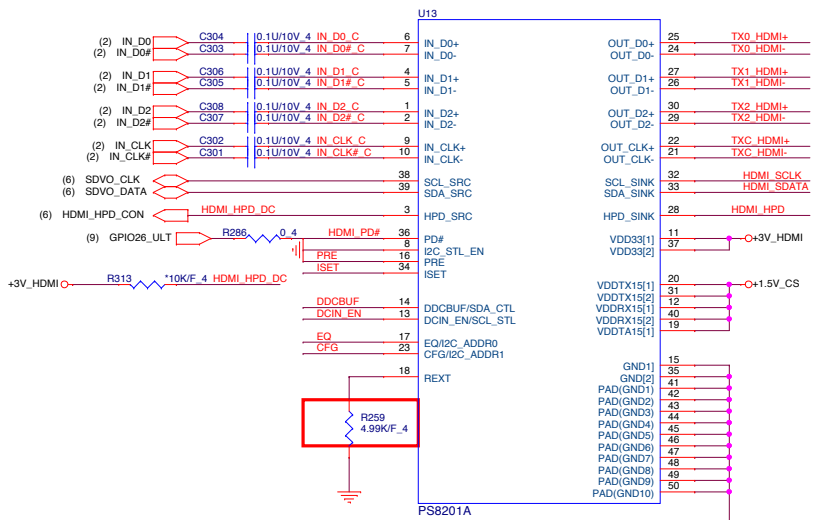 U13
(2) IN_D0 C304 0.1U/10V_4 IN_D0_C 6 IN_D0+ OUT_D0+ 25 TX0_HDMI+
(2) IN_D0# C303 0.1U/10V_4 IN_D0#_C 7 IN_D0- OUT_D0- 24 TX0_HDMI-
(2) IN_D1 C306 0.1U/10V_4 IN_D1_C 4 IN_D1+ OUT_D1+ 27 TX1_HDMI+
(2) IN_D1# C305 0.1U/10V_4 IN_D1#_C 5 IN_D1- OUT_D1- 26 TX1_HDMI-
(2) IN_D2 C308 0.1U/10V_4 IN_D2_C 1 IN_D2+ OUT_D2+ 30 TX2_HDMI+
(2) IN_D2# C307 0.1U/10V_4 IN_D2#_C 2 IN_D2- OUT_D2- 29 TX2_HDMI-
(2) IN_CLK C302 0.1U/10V_4 IN_CLK_C 9 IN_CLK+ OUT_CLK+ 22 TXC_HDMI+
(2) IN_CLK# C301 0.1U/10V_4 IN_CLK#_C 10 IN_CLK- OUT_CLK- 21 TXC_HDMI-
(6) SDVO_CLK 38 SCL_SRC SCL_SINK 32 HDMI_SCLK
(6) SDVO_DATA 39 SDA_SRC SDA_SINK 33 HDMI_SDATA
(6) HDMI_HPD_CON HDMI_HPD_DC 3 HPD_SRC HPD_SINK 28 HDMI_HPD
(9) GPIO26_ULT R286 0_4 HDMI_PD# 36 PD# VDD33[1] 11 +3V_HDMI
8 I2C_STL_EN VDD33[2] 37
PRE 16 PRE
ISET 34 ISET
+3V_HDMI R313 *10K/F_4 HDMI_HPD_DC VDDTX15[1] 20 +1.5V_CS
VDDTX15[2] 31
DDCBUF 14 DDCBUF/SDA_CTL VDDRX15[1] 12
DCIN_EN 13 DCIN_EN/SCL_STL VDDRX15[2] 40
VDDTA15[1] 19
EQ 17 EQ/I2C_ADDR0
CFG 23 CFG/I2C_ADDR1
GND1] 15
18 REXT GND[2] 35
PAD(GND1) 41
PAD(GND2) 42
PAD(GND3) 43
R259 PAD(GND4) 44
4.99K/F_4 PAD(GND5) 45
PAD(GND6) 46
PAD(GND7) 47
PAD(GND8) 48
PAD(GND9) 49
PAD(GND10) 50
PS8201A